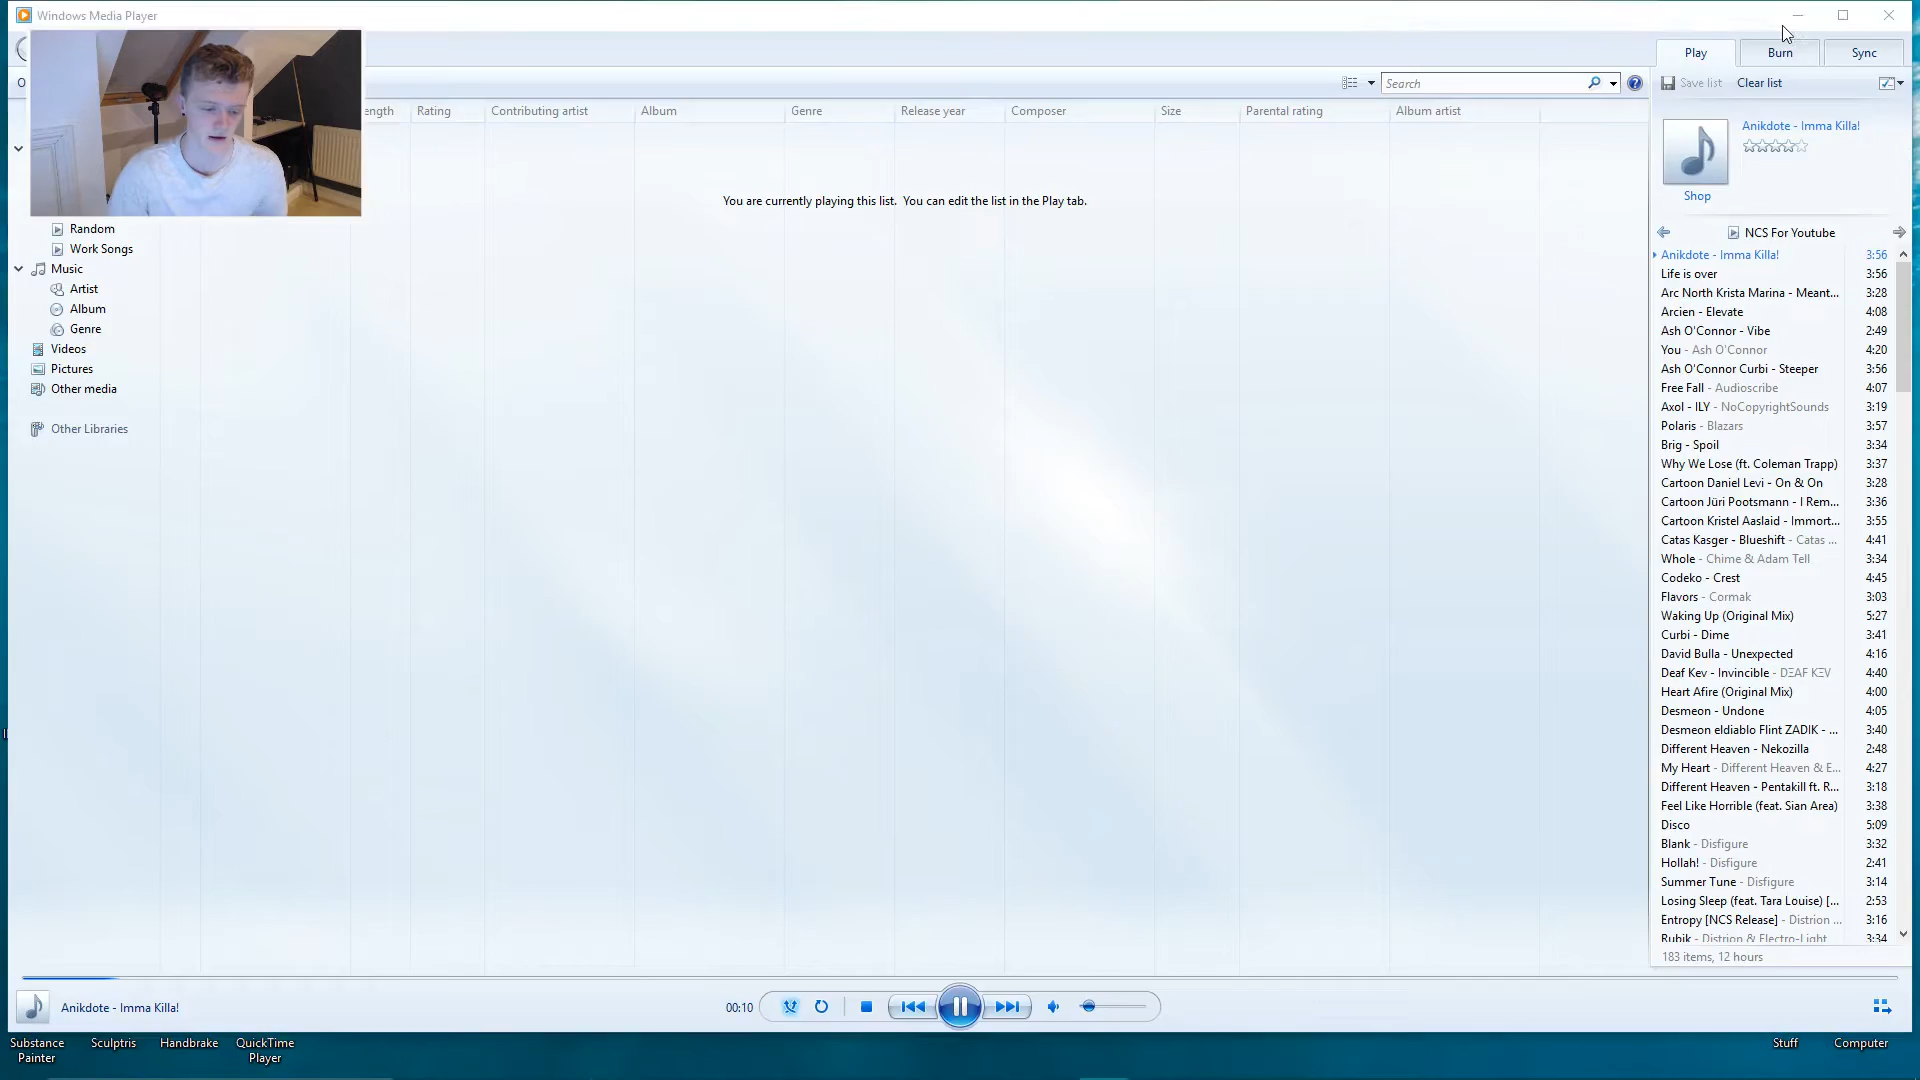 Windows Media Player
Play
Burn
Sync
O
Search
Save list
Clear list
ength
Rating
Contributing artist
Album
Genre
Release year
Composer
Size
Parental rating
Album artist
Anikdote - Imma Killa!
Shop
You are currently playing this list.  You can edit the list in the Play tab.
Random
Work Songs
Music
Artist
Album
Genre
Videos
Pictures
Other media
Other Libraries
NCS For Youtube
Anikdote - Imma Killa! 3:56
Life is over 3:56
Arc North Krista Marina - Meant... 3:28
Arcien - Elevate 4:08
Ash O'Connor - Vibe 2:49
You - Ash O'Connor 4:20
Ash O'Connor Curbi - Steeper 3:56
Free Fall - Audioscribe 4:07
Axol - ILY - NoCopyrightSounds 3:19
Polaris - Blazars 3:57
Brig - Spoil 3:34
Why We Lose (ft. Coleman Trapp) 3:37
Cartoon Daniel Levi - On & On 3:28
Cartoon Jüri Pootsmann - I Rem... 3:36
Cartoon Kristel Aaslaid - Immort... 3:55
Catas Kasger - Blueshift - Catas ... 4:41
Whole - Chime & Adam Tell 3:34
Codeko - Crest 4:45
Flavors - Cormak 3:03
Waking Up (Original Mix) 5:27
Curbi - Dime 3:41
David Bulla - Unexpected 4:16
Deaf Kev - Invincible - DΞAF KΞV 4:40
Heart Afire (Original Mix) 4:00
Desmeon - Undone 4:05
Desmeon eldiablo Flint ZADIK - ... 3:40
Different Heaven - Nekozilla 2:48
My Heart - Different Heaven & E... 4:27
Different Heaven - Pentakill ft. R... 3:18
Feel Like Horrible (feat. Sian Area) 3:38
Disco 5:09
Blank - Disfigure 3:32
Hollah! - Disfigure 2:41
Summer Tune - Disfigure 3:14
Losing Sleep (feat. Tara Louise) [... 2:53
Entropy [NCS Release] - Distrion ... 3:16
Rubik - Distrion & Electro-Light 3:34
183 items, 12 hours
Anikdote - Imma Killa!
00:10
Substance Painter
Sculptris
Handbrake
QuickTime Player
Stuff
Computer